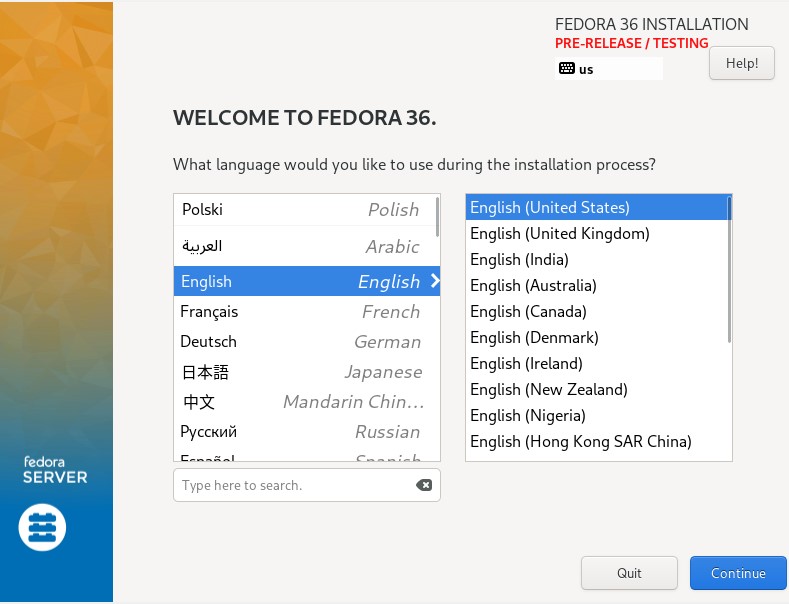 FEDORA 36 INSTALLATION
PRE-RELEASE / TESTING
us
Help!
WELCOME TO FEDORA 36.
What language would you like to use during the installation process?
Polski Polish
العربية Arabic
English English
Français French
Deutsch German
日本語 Japanese
中文 Mandarin Chin...
Русский Russian
Español Spanish
English (United States)
English (United Kingdom)
English (India)
English (Australia)
English (Canada)
English (Denmark)
English (Ireland)
English (New Zealand)
English (Nigeria)
English (Hong Kong SAR China)
Type here to search.
fedora
SERVER
Quit
Continue